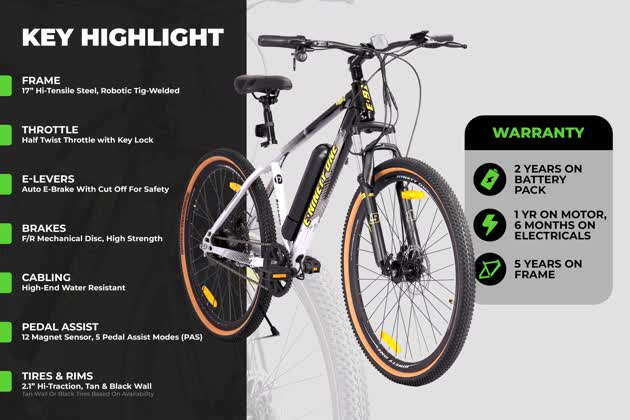 KEY HIGHLIGHT
FRAME
17" Hi-Tensile Steel, Robotic Tig-Welded
THROTTLE
Half Twist Throttle with Key Lock
E-LEVERS
Auto E-Brake With Cut Off For Safety
BRAKES
F/R Mechanical Disc, High Strength
CABLING
High-End Water Resistant
PEDAL ASSIST
12 Magnet Sensor, 5 Pedal Assist Modes (PAS)
TIRES & RIMS
2.1" Hi-Traction, Tan & Black Wall
Tan Wall Or Black Tires Based On Availability
NINETY ONE
WARRANTY
2 YEARS ON
BATTERY
PACK
1 YR ON MOTOR,
6 MONTHS ON
ELECTRICALS
5 YEARS ON
FRAME